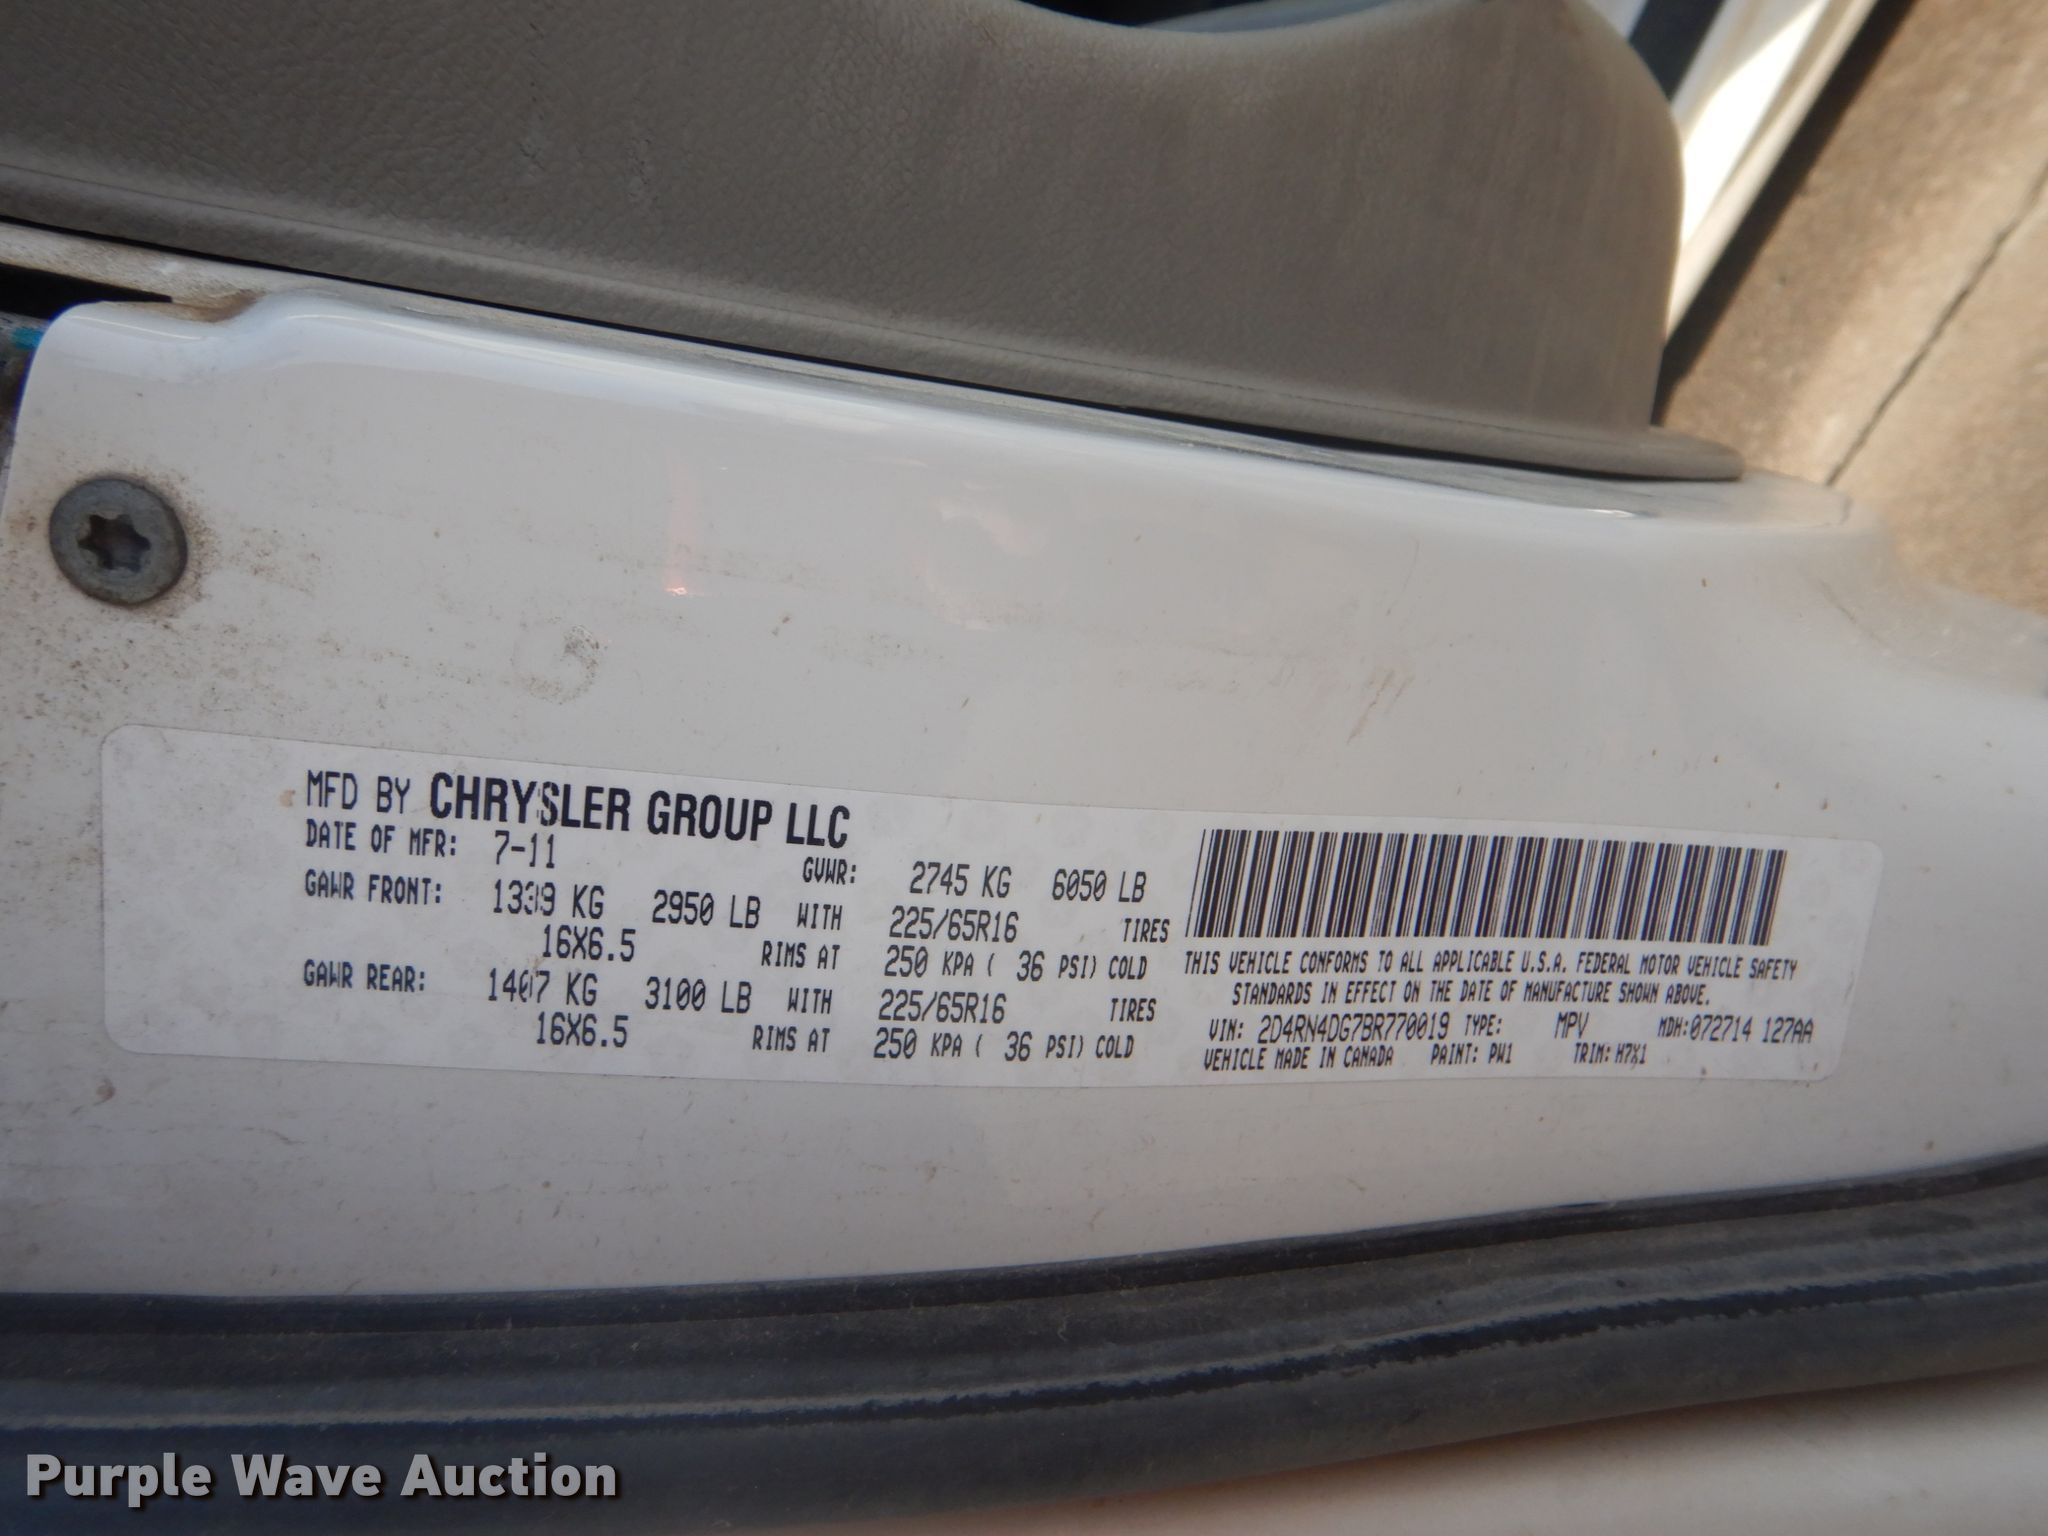 MFD BY CHRYSLER GROUP LLC
DATE OF MFR: 7-11 GVWR: 2745 KG 6050 LB
GAWR FRONT: 1339 KG 2950 LB WITH 225/65R16 TIRES
16X6.5 RIMS AT 250 KPA ( 36 PSI) COLD
GAWR REAR: 1407 KG 3100 LB WITH 225/65R16 TIRES
16X6.5 RIMS AT 250 KPA ( 36 PSI) COLD
THIS VEHICLE CONFORMS TO ALL APPLICABLE U.S.A. FEDERAL MOTOR VEHICLE SAFETY
STANDARDS IN EFFECT ON THE DATE OF MANUFACTURE SHOWN ABOVE.
VIN: 2D4RN4DG7BR770019 TYPE: MPV MDH:072714 127AA
VEHICLE MADE IN CANADA PAINT: PW1 TRIM: H7X1
Purple Wave Auction